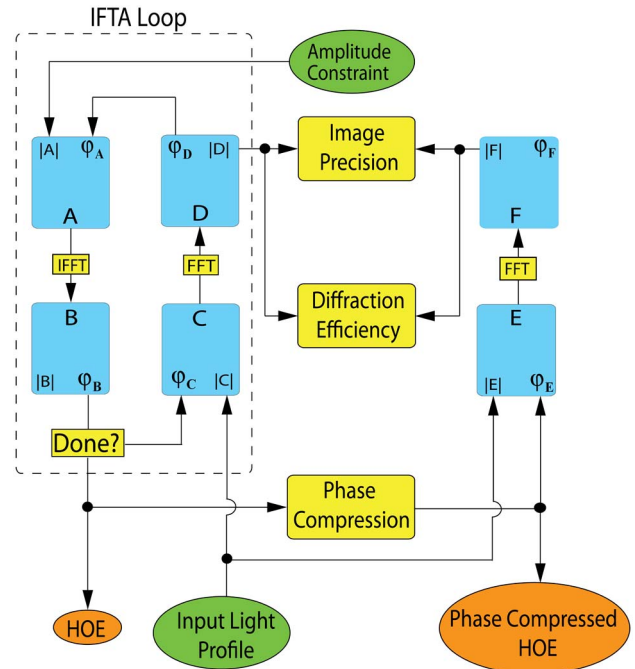 IFTA Loop
Amplitude
Constraint
|A| φA
φD |D|
Image
Precision
|F| φF
A
D
F
IFFT
FFT
FFT
B
C
Diffraction
Efficiency
E
|B| φB
φC |C|
|E| φE
Done?
Phase
Compression
HOE
Input Light
Profile
Phase Compressed
HOE